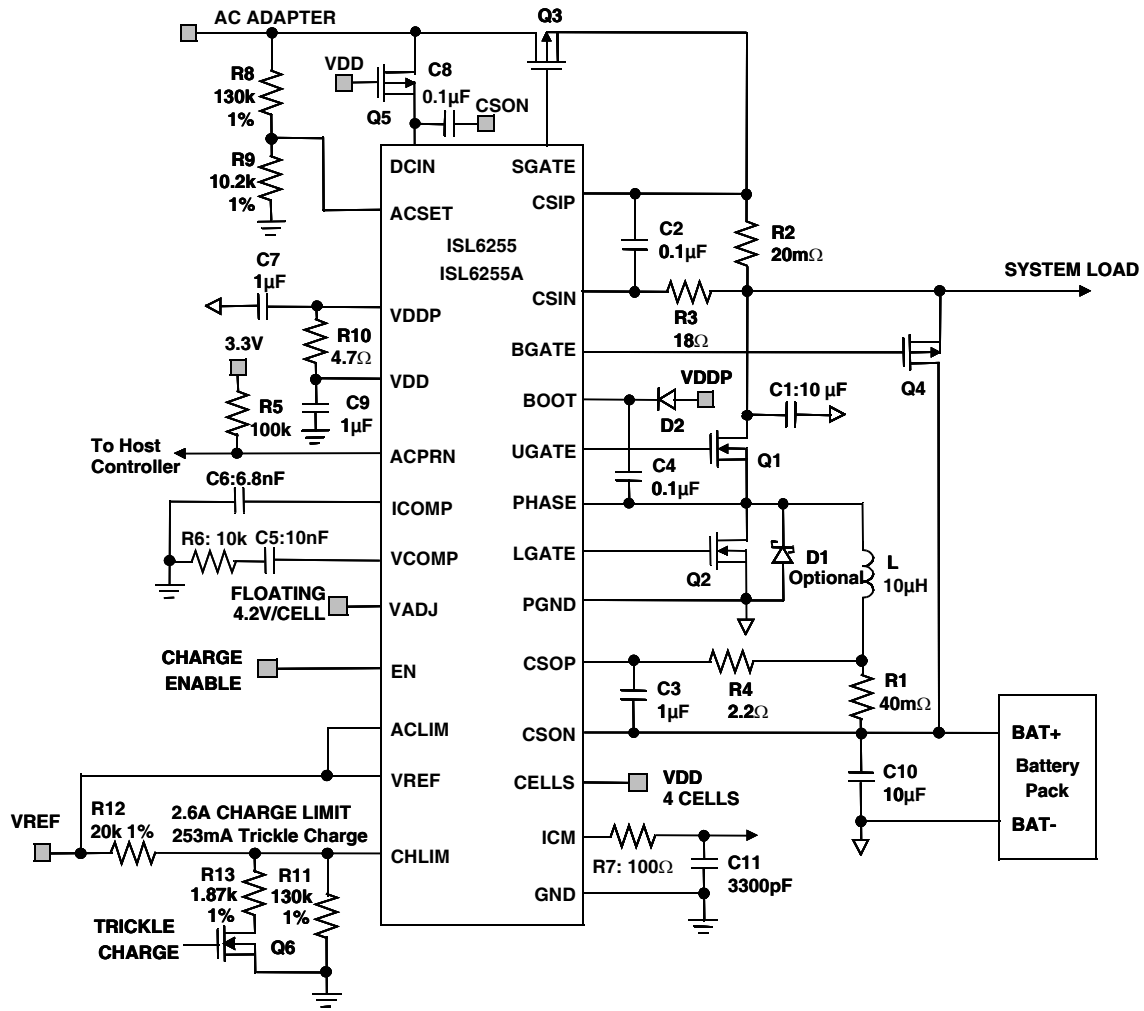 AC ADAPTER
Q3
VDD
R8
130k
1%
C8
0.1µF
CSON
Q5
R9
10.2k
1%
DCIN
SGATE
CSIP
ACSET
ISL6255
ISL6255A
C2
0.1µF
R2
20mΩ
C7
1µF
CSIN
SYSTEM LOAD
VDDP
R10
4.7Ω
R3
18Ω
3.3V
BGATE
VDD
Q4
R5
100k
C9
1µF
BOOT
VDDP
D2
C1:10 µF
To Host
Controller
ACPRN
UGATE
Q1
C4
0.1µF
C6:6.8nF
ICOMP
PHASE
R6: 10k
C5:10nF
VCOMP
LGATE
Q2
D1
Optional
L
10µH
FLOATING
4.2V/CELL
VADJ
PGND
CHARGE
ENABLE
EN
CSOP
C3
1µF
R4
2.2Ω
R1
40mΩ
ACLIM
CSON
BAT+
Battery
Pack
BAT-
VREF
CELLS
VDD
4 CELLS
C10
10µF
VREF
R12
20k 1%
2.6A CHARGE LIMIT
253mA Trickle Charge
CHLIM
ICM
R7: 100Ω
C11
3300pF
R13
1.87k
1%
R11
130k
1%
GND
TRICKLE
CHARGE
Q6